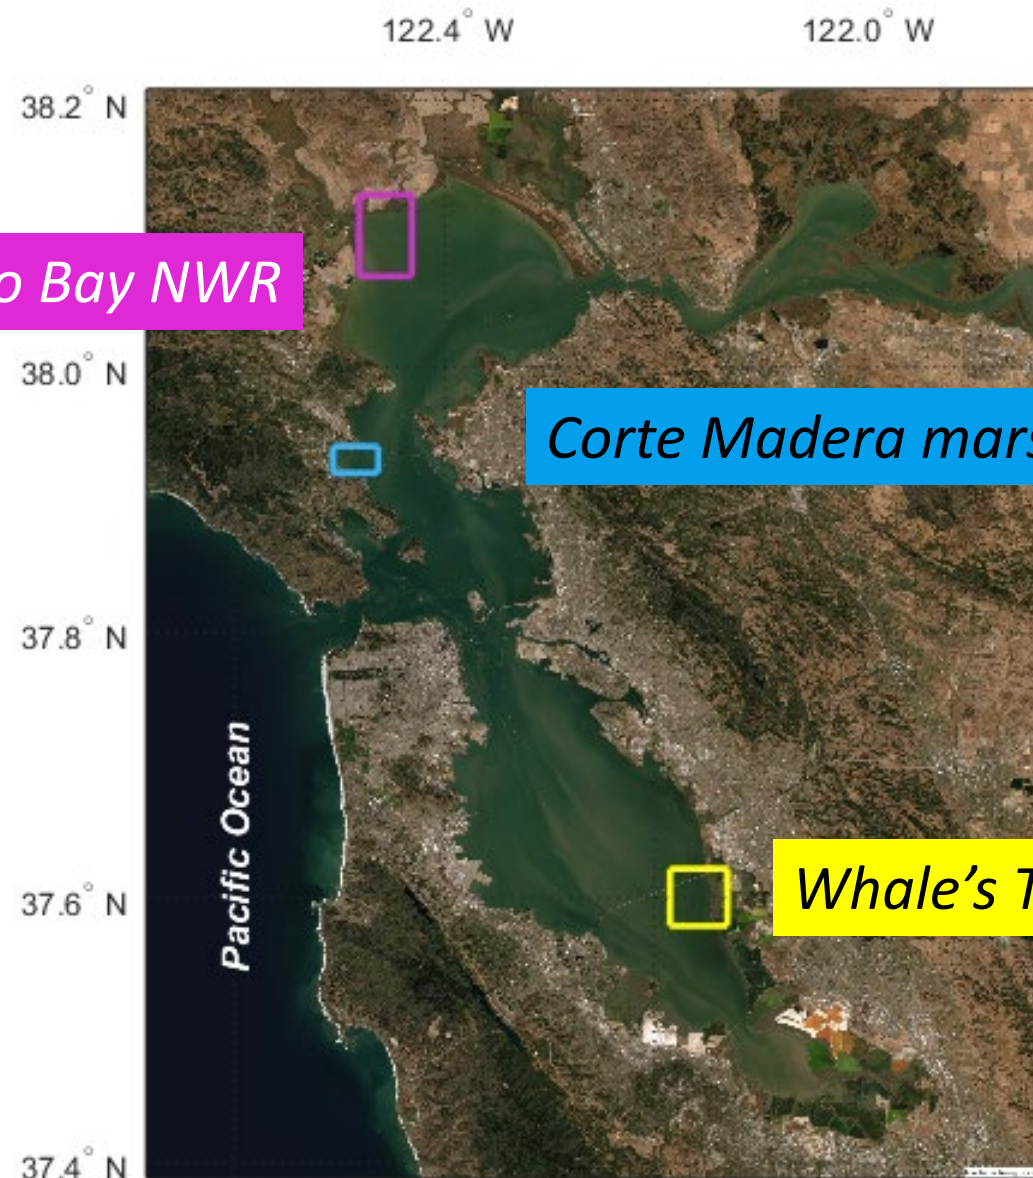 122.4° W
122.0° W
38.2° N
o Bay NWR
38.0° N
Corte Madera mars
37.8° N
Pacific Ocean
37.6° N
Whale's T
37.4° N